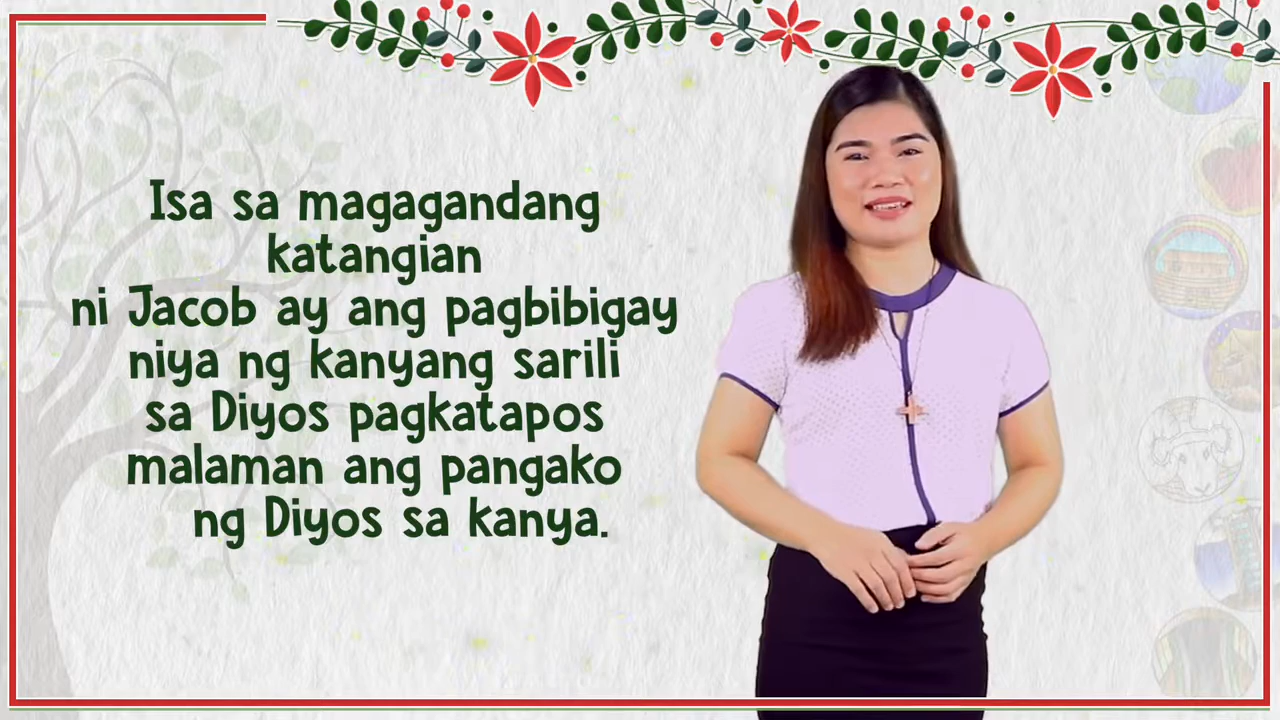 Isa sa magagandang
katangian
ni Jacob ay ang pagbibigay
niya ng kanyang sarili
sa Diyos pagkatapos
malaman ang pangako
ng Diyos sa kanya.